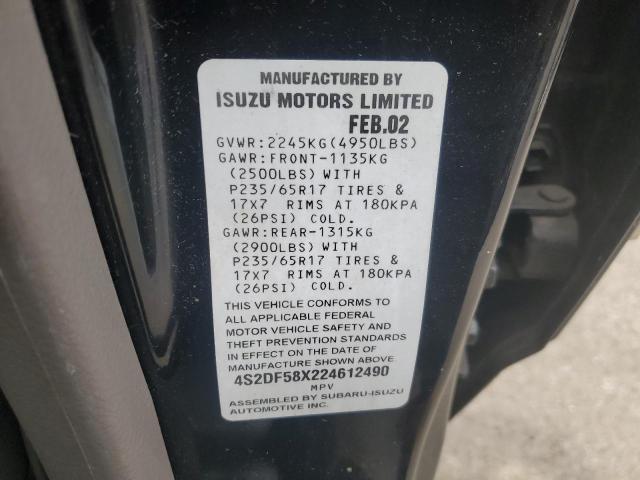 MANUFACTURED BY
ISUZU MOTORS LIMITED
FEB.02
GVWR:2245KG(4950LBS)
GAWR:FRONT-1135KG
(2500LBS) WITH
P235/65R17 TIRES &
17X7 RIMS AT 180KPA
(26PSI) COLD.
GAWR:REAR-1315KG
(2900LBS) WITH
P235/65R17 TIRES &
17X7 RIMS AT 180KPA
(26PSI) COLD.
THIS VEHICLE CONFORMS TO
ALL APPLICABLE FEDERAL
MOTOR VEHICLE SAFETY AND
THEFT PREVENTION STANDARDS
IN EFFECT ON THE DATE OF
MANUFACTURE SHOWN ABOVE
4S2DF58X224612490
MPV
ASSEMBLED BY SUBARU-ISUZU
AUTOMOTIVE INC.